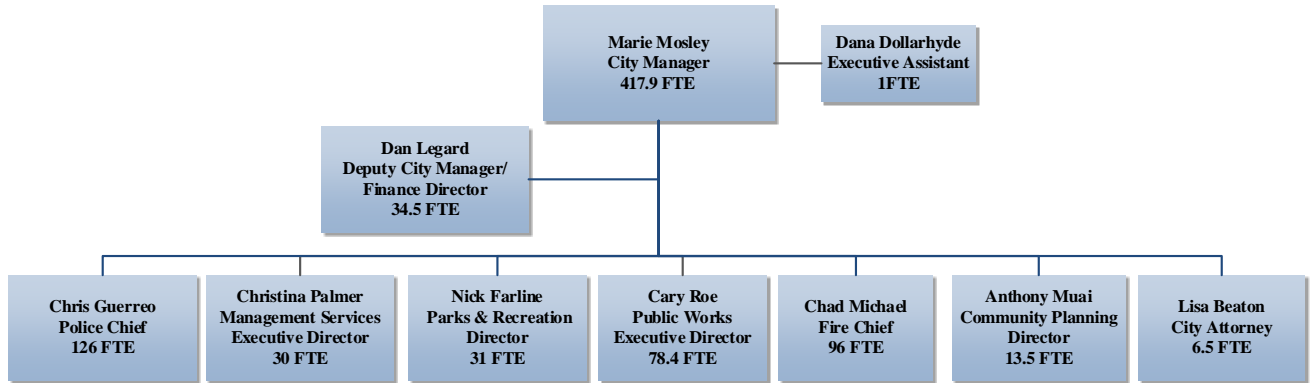 Marie Mosley
City Manager
417.9 FTE
Dana Dollarhyde
Executive Assistant
1FTE
Dan Legard
Deputy City Manager/
Finance Director
34.5 FTE
Chris Guerreo
Police Chief
126 FTE
Christina Palmer
Management Services
Executive Director
30 FTE
Nick Farline
Parks & Recreation
Director
31 FTE
Cary Roe
Public Works
Executive Director
78.4 FTE
Chad Michael
Fire Chief
96 FTE
Anthony Muai
Community Planning
Director
13.5 FTE
Lisa Beaton
City Attorney
6.5 FTE